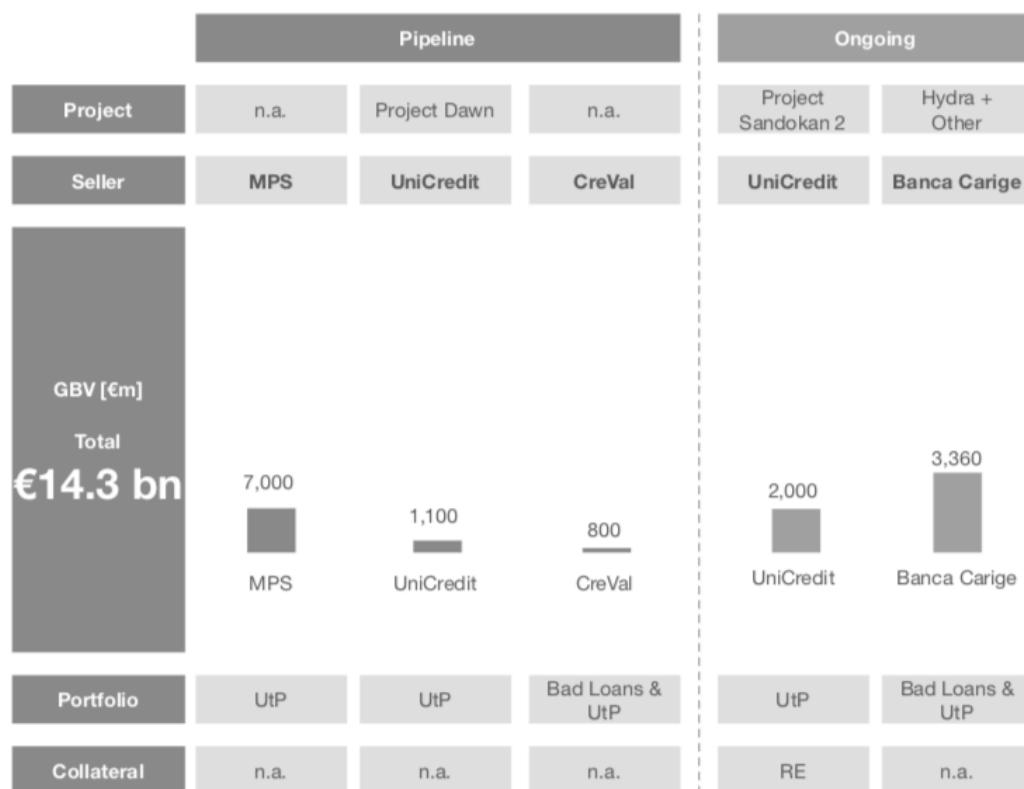 Pipeline
Ongoing
Project
n.a.
Project Dawn
n.a.
Project
Sandokan 2
Hydra +
Other
Seller
MPS
UniCredit
CreVal
UniCredit
Banca Carige
GBV [€m]
Total
€14.3 bn
7,000
1,100
800
2,000
3,360
MPS
UniCredit
CreVal
UniCredit
Banca Carige
Portfolio
UtP
UtP
Bad Loans &
UtP
UtP
Bad Loans &
UtP
Collateral
n.a.
n.a.
n.a.
RE
n.a.